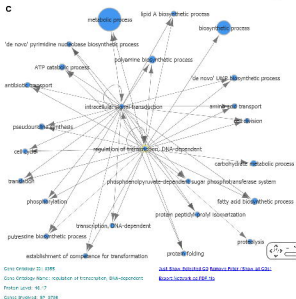 C
metabolic process
lipid A biosynthetic process
biosynthetic process
'de novo' pyrimidine nucleobase biosynthetic process
polyamine biosynthetic process
ATP catabolic process
'de novo' UMP biosynthetic process
antibiotic transport
intracellular signal transduction
amino acid transport
cell division
pseudouridine synthesis
regulation of transcription, DNA-dependent
cell cycle
carbohydrate metabolic process
translation
phosphoenolpyruvate-dependent sugar phosphotransferase system
phosphorylation
fatty acid biosynthetic process
protein peptidyl-prolyl isomerization
transcription, DNA-dependent
putrescine biosynthetic process
proteolysis
protein folding
establishment of competence for transformation
Gene Ontology Name: regulation of transcription, DNA-dependent